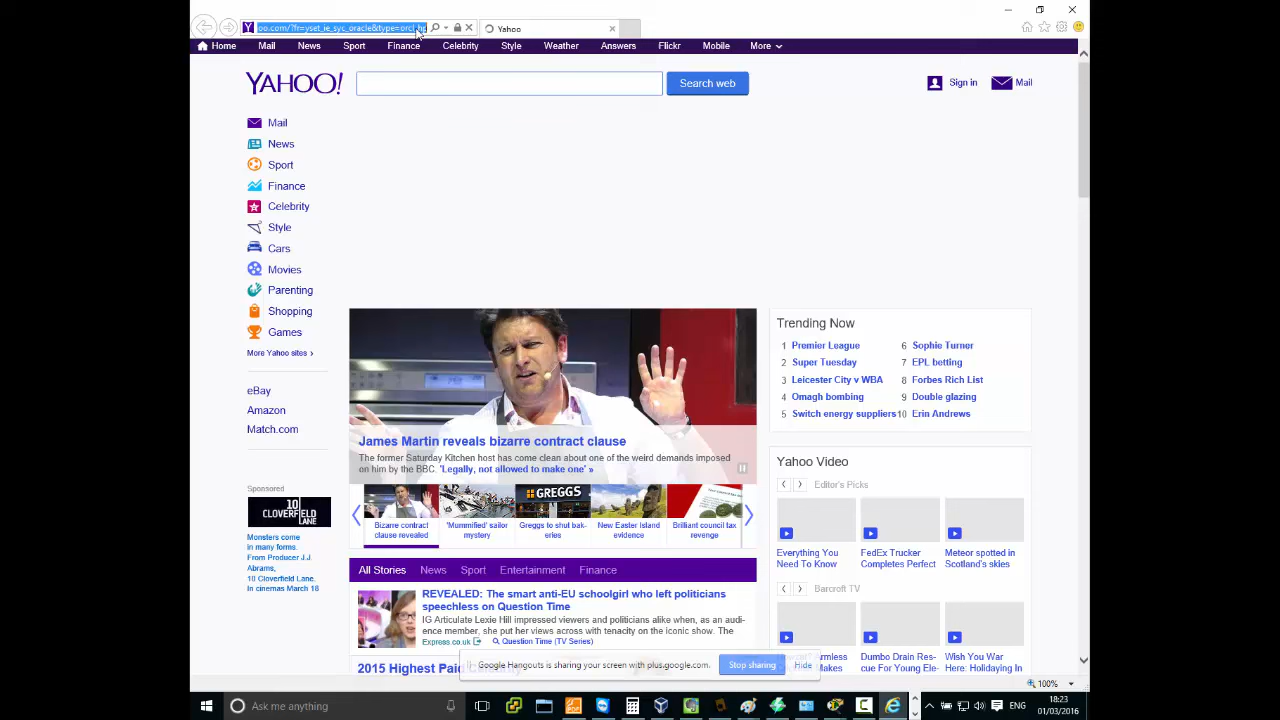 oo.com/?fr=yset_ie_syc_oracle&type=orcl_hp
Yahoo
Home Mail News Sport Finance Celebrity Style Weather Answers Flickr Mobile More
YAHOO!
Search web
Sign in
Mail
Mail
News
Sport
Finance
Celebrity
Style
Cars
Movies
Parenting
Shopping
Games
More Yahoo sites ›
eBay
Amazon
Match.com
Sponsored
10
CLOVERFIELD
LANE
Monsters come
in many forms.
From Producer J.J.
Abrams,
10 Cloverfield Lane.
In cinemas March 18
James Martin reveals bizarre contract clause
The former Saturday Kitchen host has come clean about one of the weird demands imposed
on him by the BBC. 'Legally, not allowed to make one' »
GREGGS
Bizarre contract
clause revealed
'Mummified' sailor
mystery
Greggs to shut bak-
eries
New Easter Island
evidence
Brilliant council tax
revenge
All Stories News Sport Entertainment Finance
REVEALED: The smart anti-EU schoolgirl who left politicians
speechless on Question Time
IG Articulate Lexie Hill impressed viewers and politicians alike when, as an audi-
ence member, she put her views across with tenacity on the iconic show. The
Express.co.uk Question Time (TV Series)
2015 Highest Paid
Trending Now
1 Premier League
2 Super Tuesday
3 Leicester City v WBA
4 Omagh bombing
5 Switch energy suppliers
6 Sophie Turner
7 EPL betting
8 Forbes Rich List
9 Double glazing
10 Erin Andrews
Yahoo Video
Editor's Picks
Everything You
Need To Know
FedEx Trucker
Completes Perfect
Meteor spotted in
Scotland's skies
Barcroft TV
Armless
Makes
Dumbo Drain Res-
cue For Young Ele-
Wish You War
Here: Holidaying In
Google Hangouts is sharing your screen with plus.google.com.
Stop sharing
Hide
100%
Ask me anything
ENG
18:23
01/03/2016